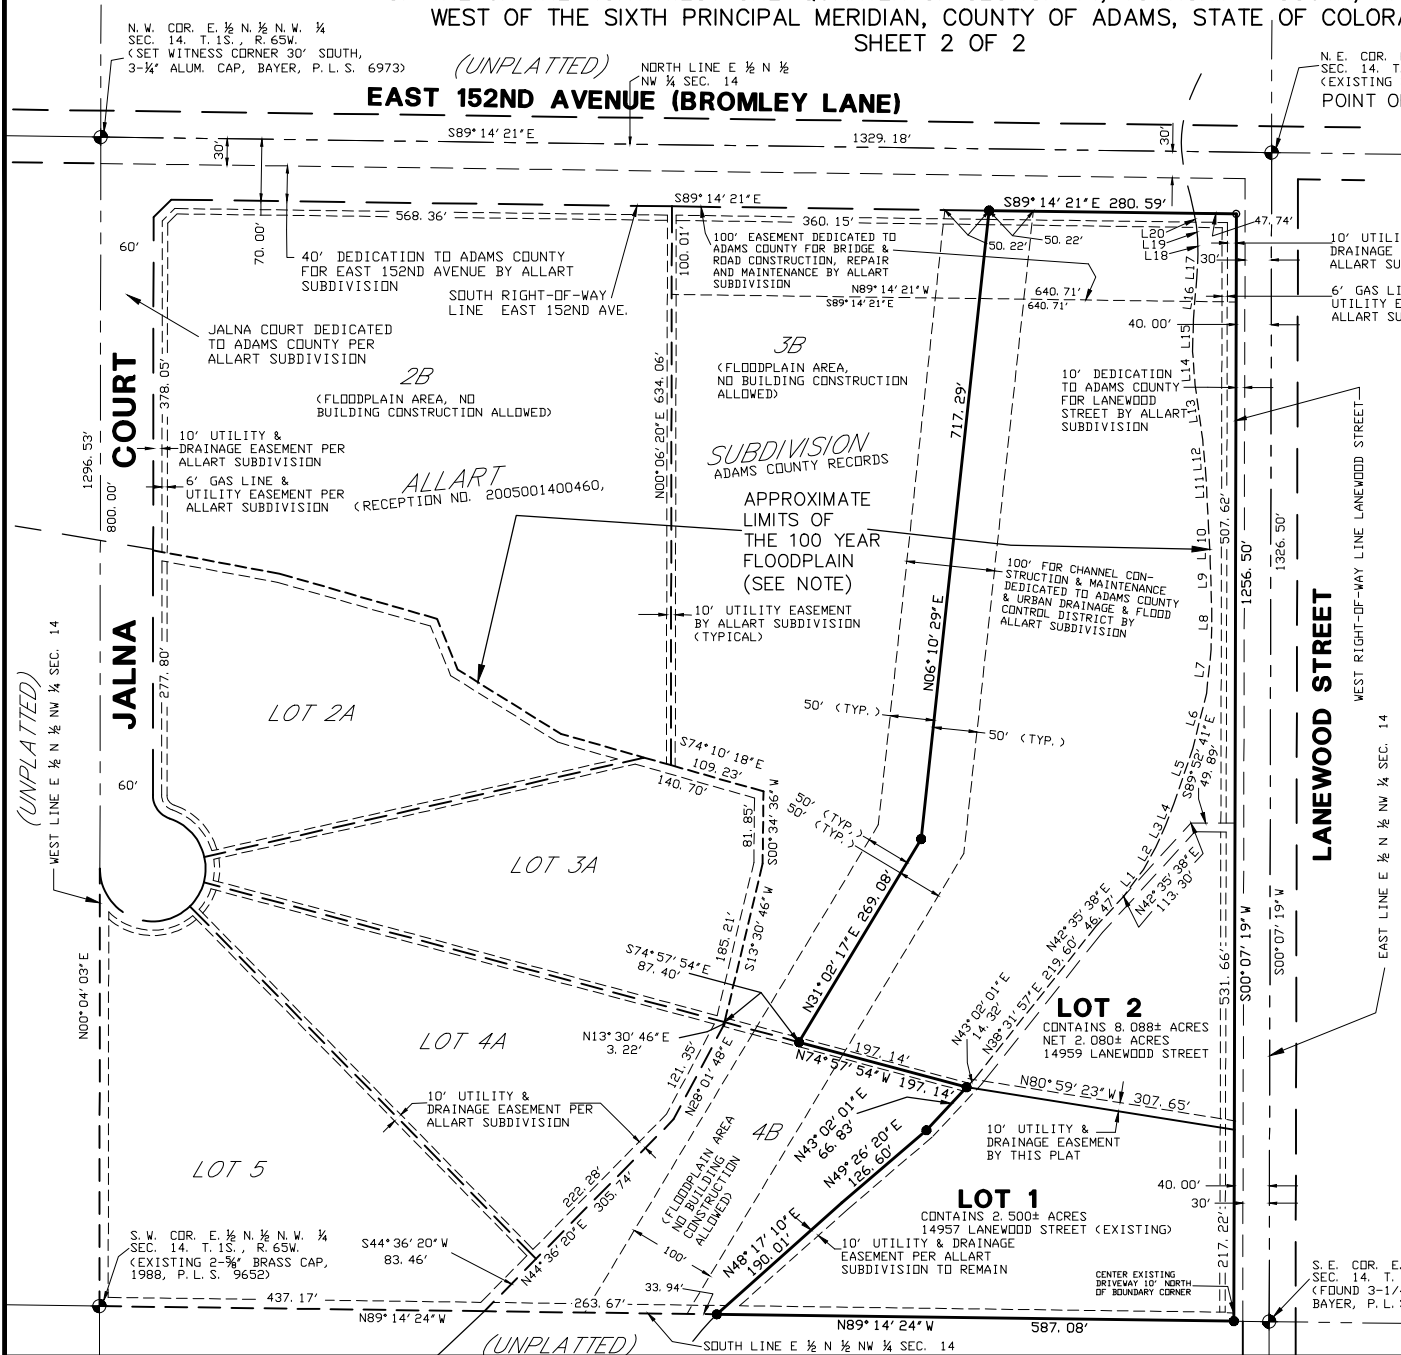 WEST OF THE SIXTH PRINCIPAL MERIDIAN, COUNTY OF ADAMS, STATE OF COLORA
SHEET 2 OF 2
N. W. COR. E. ½ N. ½ N. W. ¼
SEC. 14. T. 1S., R. 65W.
(SET WITNESS CORNER 30' SOUTH,
3-¼" ALUM. CAP, BAYER, P. L. S. 6973)
(UNPLATTED)
NORTH LINE E ½ N ½
NW ¼ SEC. 14
N. E. COR.
SEC. 14. T.
(EXISTING
POINT O
EAST 152ND AVENUE (BROMLEY LANE)
S89° 14' 21" E
1329. 18'
30'
30'
70. 00'
S89° 14' 21" E
S89° 14' 21" E 280. 59'
568. 36'
360. 15'
50. 22'
50. 22'
47. 74'
60'
40' DEDICATION TO ADAMS COUNTY
FOR EAST 152ND AVENUE BY ALLART
SUBDIVISION
SOUTH RIGHT-OF-WAY
LINE EAST 152ND AVE.
100. 01'
100' EASEMENT DEDICATED TO
ADAMS COUNTY FOR BRIDGE &
ROAD CONSTRUCTION, REPAIR
AND MAINTENANCE BY ALLART
SUBDIVISION
N89° 14' 21" W
640. 71'
S89° 14' 21" E
640. 71'
L20
L19
L18
L17
L16
L15
L14
L13
L12
L11
L10
L9
L8
L7
L6
L5
L4
L3
L2
L1
30'
10' UTILI
DRAINAGE
ALLART SU
6' GAS LI
UTILITY E
ALLART SU
40. 00'
JALNA COURT DEDICATED
TO ADAMS COUNTY PER
ALLART SUBDIVISION
2B
(FLOODPLAIN AREA, NO
BUILDING CONSTRUCTION ALLOWED)
3B
(FLOODPLAIN AREA,
NO BUILDING CONSTRUCTION
ALLOWED)
10' DEDICATION
TO ADAMS COUNTY
FOR LANEWOOD
STREET BY ALLART
SUBDIVISION
JALNA COURT
1296. 53'
800. 00'
378. 05'
277. 80'
10' UTILITY &
DRAINAGE EASEMENT PER
ALLART SUBDIVISION
6' GAS LINE &
UTILITY EASEMENT PER
ALLART SUBDIVISION
ALLART
(RECEPTION NO. 2005001400460,
SUBDIVISION
ADAMS COUNTY RECORDS
N00° 06' 20" E 634. 06'
717. 29'
N06° 10' 29" E
APPROXIMATE
LIMITS OF
THE 100 YEAR
FLOODPLAIN
(SEE NOTE)
100' FOR CHANNEL CON-
STRUCTION & MAINTENANCE
DEDICATED TO ADAMS COUNTY
& URBAN DRAINAGE & FLOOD
CONTROL DISTRICT BY
ALLART SUBDIVISION
10' UTILITY EASEMENT
BY ALLART SUBDIVISION
(TYPICAL)
507. 62'
1256. 50'
1326. 50'
LANEWOOD STREET
WEST RIGHT-OF-WAY LINE LANEWOOD STREET
EAST LINE E ½ N ½ NW ¼ SEC. 14
(UNPLATTED)
WEST LINE E ½ N ½ NW ¼ SEC. 14
LOT 2A
50' (TYP. )
50' (TYP. )
S74° 10' 18" E
109. 23'
140. 70'
60'
50' (TYP. )
50' (TYP. )
S89° 52' 41" E
49. 89'
81. 85'
S00° 34' 36" W
LOT 3A
185. 21'
S13° 30' 46" W
N31° 02' 17" E 269. 08'
S74° 57' 54" E
87. 40'
N42° 35' 38" E
46. 47'
N42° 35' 38" E
113. 30'
N38° 31' 57" E 219. 60'
N43° 02' 01" E
14. 32'
531. 66'
S00° 07' 19" W
S00° 07' 19" W
N00° 04' 03" E
LOT 4A
N13° 30' 46" E
3. 22'
197. 14'
N74° 57' 54" W 197. 14'
LOT 2
CONTAINS 8. 088± ACRES
NET 2. 080± ACRES
14959 LANEWOOD STREET
N80° 59' 23" W 307. 65'
121. 35'
N28° 01' 48" E
10' UTILITY &
DRAINAGE EASEMENT PER
ALLART SUBDIVISION
4B
(FLOODPLAIN AREA
NO BUILDING
CONSTRUCTION
ALLOWED)
N43° 02' 01" E
66. 83'
N49° 26' 20" E
126. 60'
10' UTILITY &
DRAINAGE EASEMENT
BY THIS PLAT
LOT 5
222. 28'
305. 74'
LOT 1
CONTAINS 2. 500± ACRES
14957 LANEWOOD STREET (EXISTING)
10' UTILITY & DRAINAGE
EASEMENT PER ALLART
SUBDIVISION TO REMAIN
40. 00'
30'
217. 22'
S. W. COR. E. ½ N. ½ N. W. ¼
SEC. 14. T. 1S. , R. 65W.
(EXISTING 2-⅝" BRASS CAP,
1988, P. L. S. 9652)
S44° 36' 20" W
83. 46'
N44° 36' 20" E
100'
33. 94'
N48° 17' 10" E
190. 01'
CENTER EXISTING
DRIVEWAY 10' NORTH
OF BOUNDARY CORNER
S. E. COR. E.
SEC. 14. T.
(FOUND 3-1/
BAYER, P. L.
437. 17'
263. 67'
N89° 14' 24" W
N89° 14' 24" W
587. 08'
(UNPLATTED)
SOUTH LINE E ½ N ½ NW ¼ SEC. 14